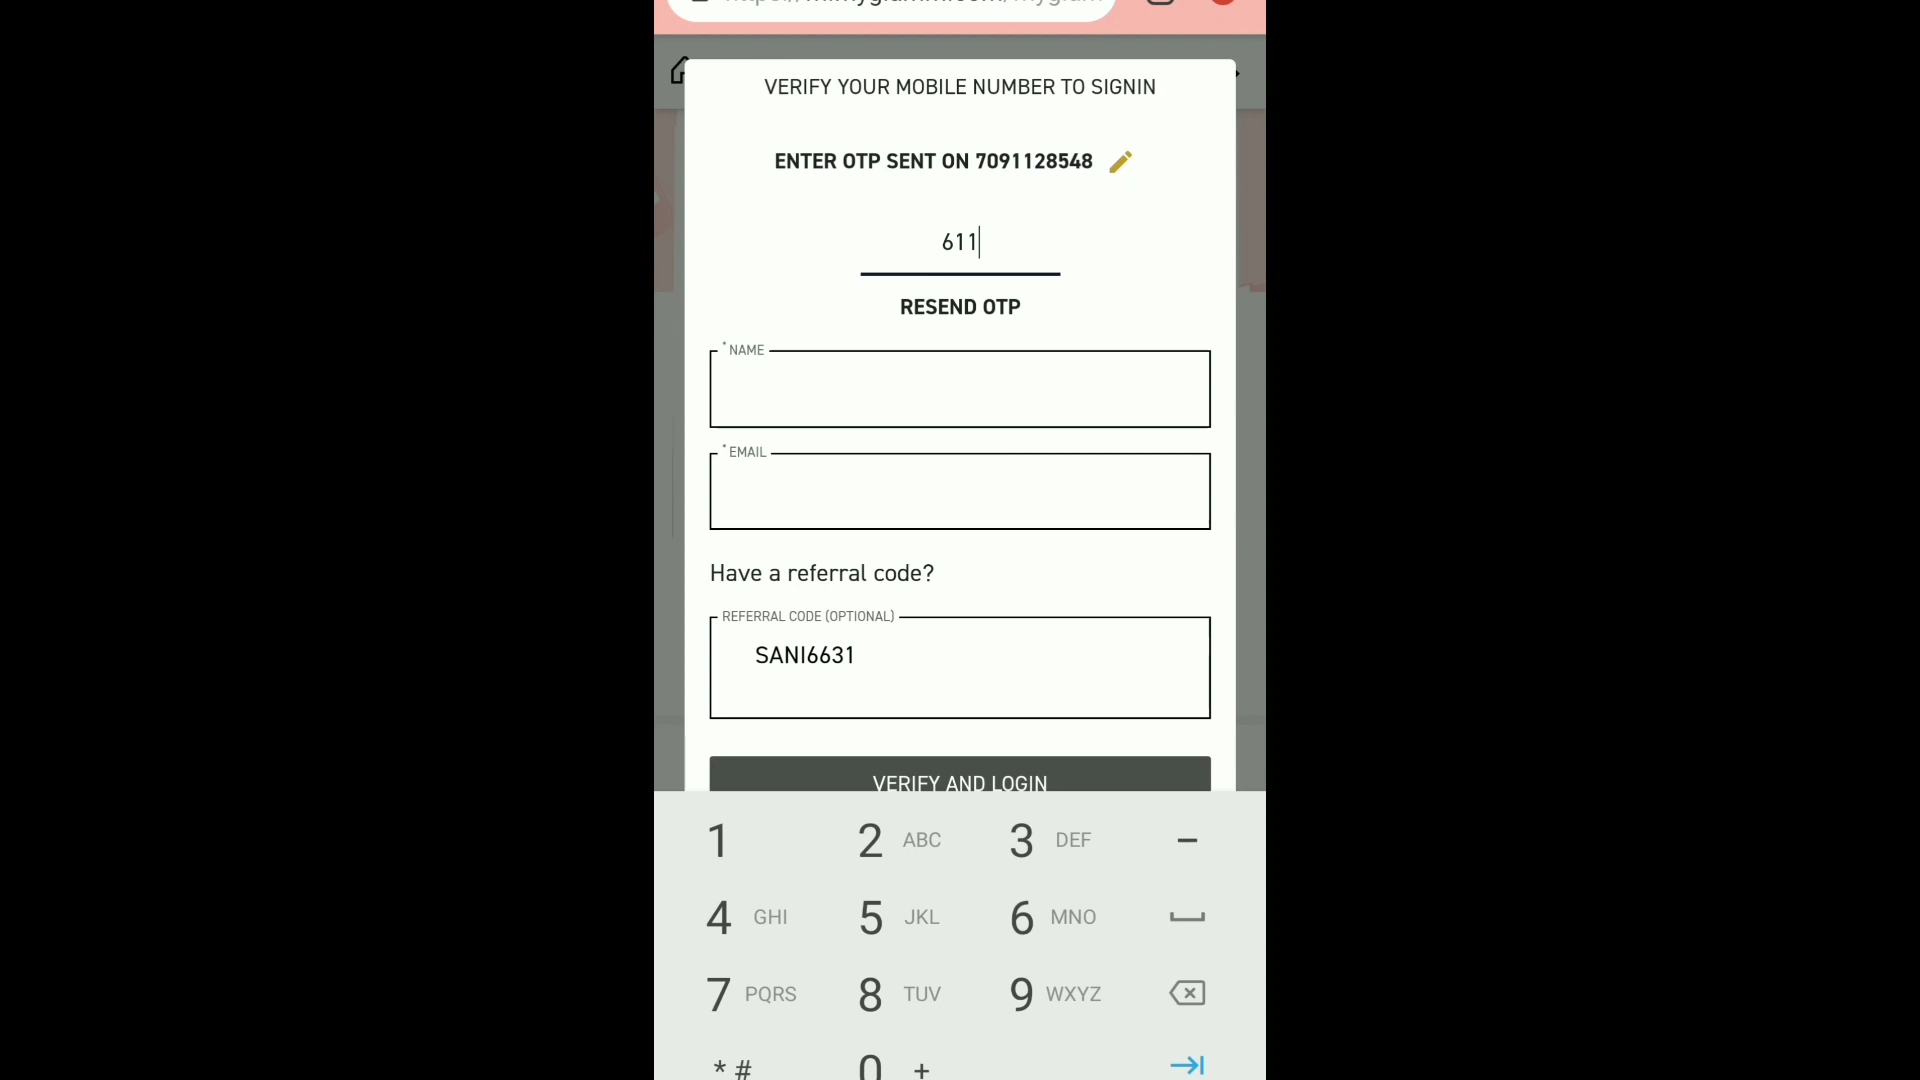 VERIFY YOUR MOBILE NUMBER TO SIGNIN
ENTER OTP SENT ON 7091128548
611
RESEND OTP
* NAME
* EMAIL
Have a referral code?
REFERRAL CODE (OPTIONAL)
SANI6631
VERIFY AND LOGIN
1 2 ABC 3 DEF -
4 GHI 5 JKL 6 MNO
7 PQRS 8 TUV 9 WXYZ
* # 0 +